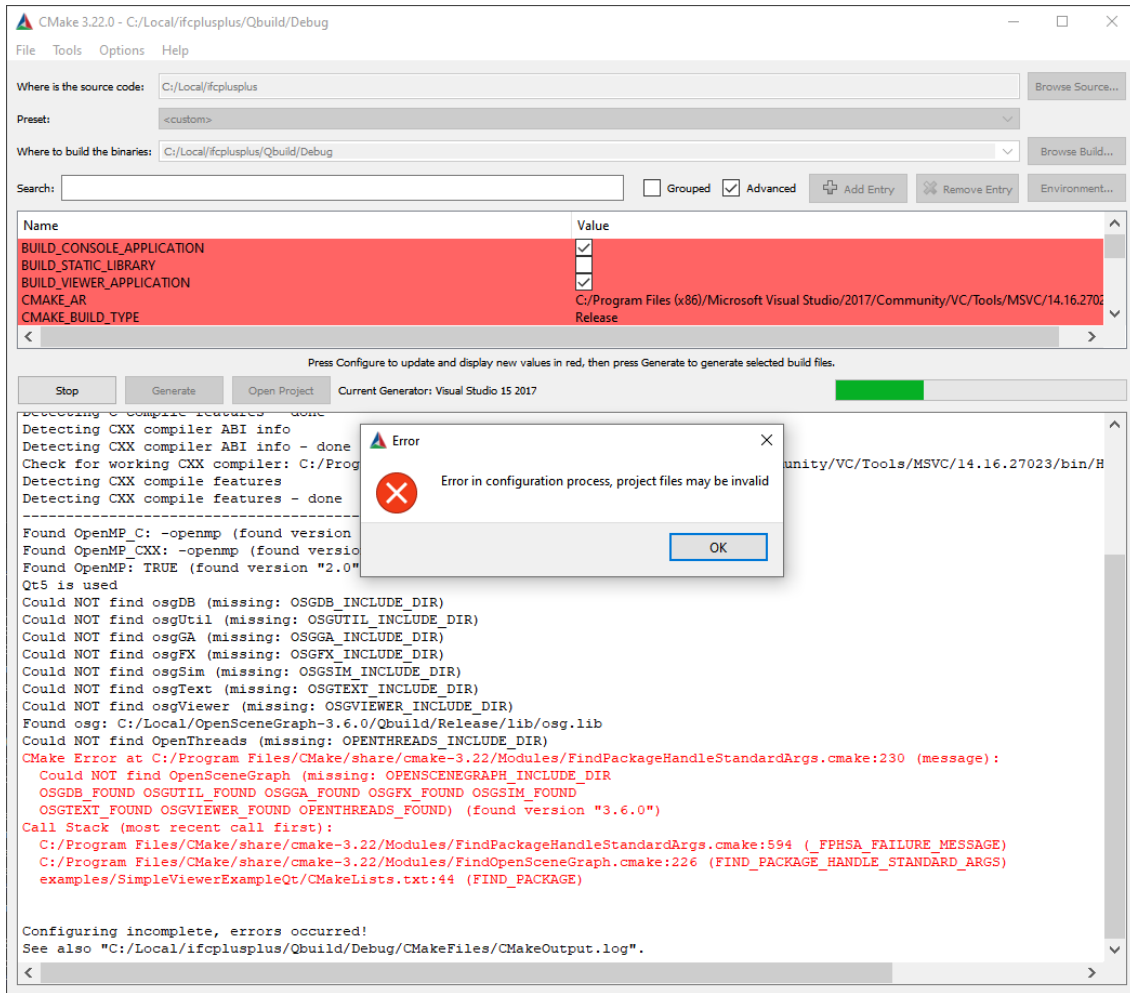 CMake 3.22.0 - C:/Local/ifcplusplus/Qbuild/Debug
File Tools Options Help
Where is the source code: C:/Local/ifcplusplus Browse Source...
Preset: <custom>
Where to build the binaries: C:/Local/ifcplusplus/Qbuild/Debug Browse Build...
Search: Grouped Advanced Add Entry Remove Entry Environment...
Name Value
BUILD_CONSOLE_APPLICATION
BUILD_STATIC_LIBRARY
BUILD_VIEWER_APPLICATION
CMAKE_AR C:/Program Files (x86)/Microsoft Visual Studio/2017/Community/VC/Tools/MSVC/14.16.2702
CMAKE_BUILD_TYPE Release
Press Configure to update and display new values in red, then press Generate to generate selected build files.
Stop Generate Open Project Current Generator: Visual Studio 15 2017
Detecting C compile features - done
Detecting CXX compiler ABI info
Detecting CXX compiler ABI info - done
Check for working CXX compiler: C:/Prog unity/VC/Tools/MSVC/14.16.27023/bin/H
Detecting CXX compile features
Detecting CXX compile features - done
Error
Error in configuration process, project files may be invalid
OK
Found OpenMP_C: -openmp (found version
Found OpenMP_CXX: -openmp (found versio
Found OpenMP: TRUE (found version "2.0"
Qt5 is used
Could NOT find osgDB (missing: OSGDB_INCLUDE_DIR)
Could NOT find osgUtil (missing: OSGUTIL_INCLUDE_DIR)
Could NOT find osgGA (missing: OSGGA_INCLUDE_DIR)
Could NOT find osgFX (missing: OSGFX_INCLUDE_DIR)
Could NOT find osgSim (missing: OSGSIM_INCLUDE_DIR)
Could NOT find osgText (missing: OSGTEXT_INCLUDE_DIR)
Could NOT find osgViewer (missing: OSGVIEWER_INCLUDE_DIR)
Found osg: C:/Local/OpenSceneGraph-3.6.0/Qbuild/Release/lib/osg.lib
Could NOT find OpenThreads (missing: OPENTHREADS_INCLUDE_DIR)
CMake Error at C:/Program Files/CMake/share/cmake-3.22/Modules/FindPackageHandleStandardArgs.cmake:230 (message):
Could NOT find OpenSceneGraph (missing: OPENSCENEGRAPH_INCLUDE_DIR
OSGDB_FOUND OSGUTIL_FOUND OSGGA_FOUND OSGFX_FOUND OSGSIM_FOUND
OSGTEXT_FOUND OSGVIEWER_FOUND OPENTHREADS_FOUND) (found version "3.6.0")
Call Stack (most recent call first):
C:/Program Files/CMake/share/cmake-3.22/Modules/FindPackageHandleStandardArgs.cmake:594 (_FPHSA_FAILURE_MESSAGE)
C:/Program Files/CMake/share/cmake-3.22/Modules/FindOpenSceneGraph.cmake:226 (FIND_PACKAGE_HANDLE_STANDARD_ARGS)
examples/SimpleViewerExampleQt/CMakeLists.txt:44 (FIND_PACKAGE)
Configuring incomplete, errors occurred!
See also "C:/Local/ifcplusplus/Qbuild/Debug/CMakeFiles/CMakeOutput.log".